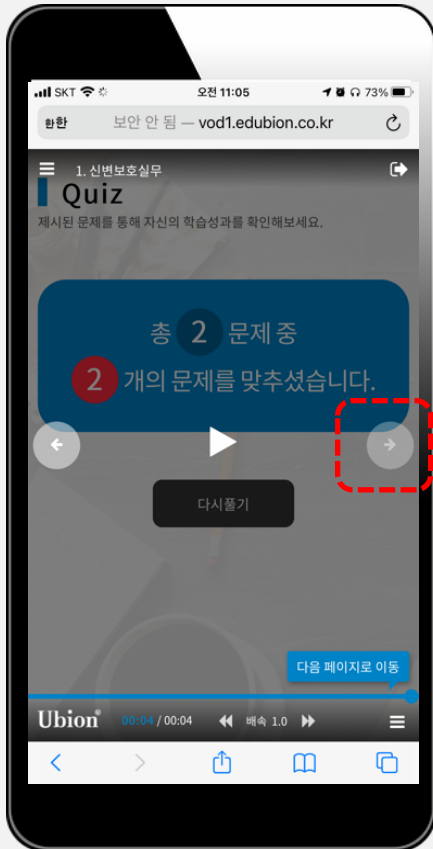 SKT 오전 11:05 73%
한한 보안 안 됨 — vod1.edubion.co.kr
1. 신변보호실무
Quiz
제시된 문제를 통해 자신의 학습성과를 확인해보세요.
총 2 문제 중
2 개의 문제를 맞추셨습니다.
다시풀기
다음 페이지로 이동
Ubion® 00:04 / 00:04 배속 1.0